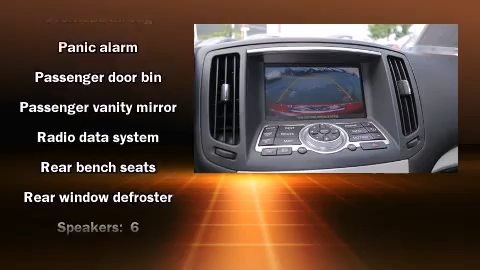 Panic alarm
Passenger door bin
Passenger vanity mirror
Radio data system
Rear bench seats
Rear window defroster
Speakers: 6